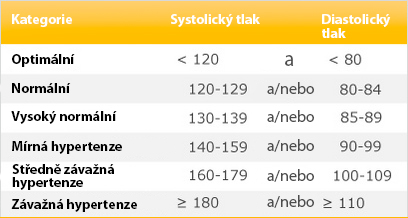 Kategorie Systolický tlak Diastolický
tlak
Optimální < 120 a < 80
Normální 120-129 a/nebo 80-84
Vysoký normální 130-139 a/nebo 85-89
Mírná hypertenze 140-159 a/nebo 90-99
Středně závažná 160-179 a/nebo 100-109
hypertenze
Závažná hypertenze ≥ 180 a/nebo ≥ 110